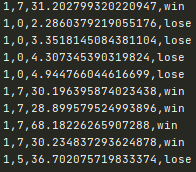 1,7,31.202799320220947,win
1,0,2.2860379219055176,lose
1,0,3.3518145084381104,lose
1,0,4.307345390319824,lose
1,0,4.944766044616699,lose
1,7,30.196395874023438,win
1,7,28.899579524993896,win
1,7,68.18226265907288,win
1,7,30.234837293624878,win
1,5,36.702075719833374,lose